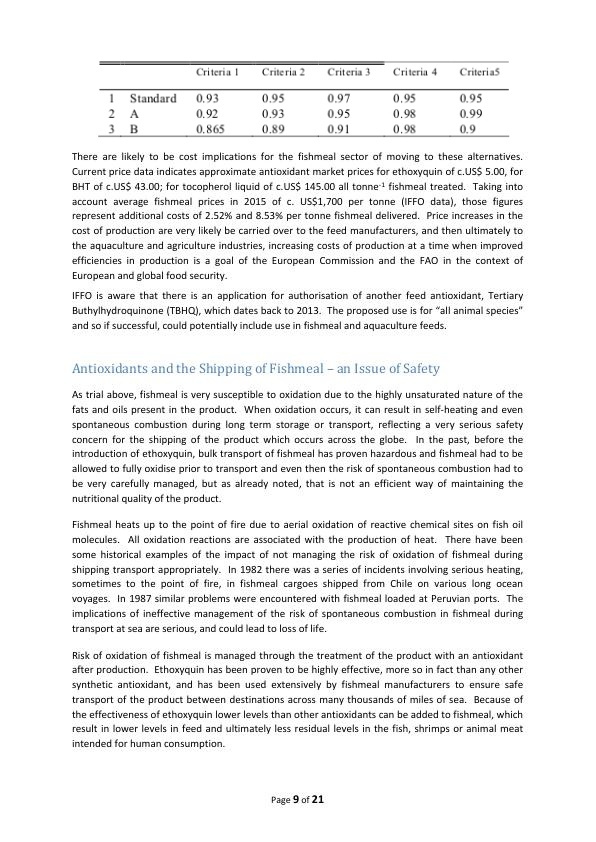 Criteria 1 Criteria 2 Criteria 3 Criteria 4 Criteria5
1 Standard 0.93 0.95 0.97 0.95 0.95
2 A 0.92 0.93 0.95 0.98 0.99
3 B 0.865 0.89 0.91 0.98 0.9
There are likely to be cost implications for the fishmeal sector of moving to these alternatives.
Current price data indicates approximate antioxidant market prices for ethoxyquin of c.US$ 5.00, for
BHT of c.US$ 43.00; for tocopherol liquid of c.US$ 145.00 all tonne⁻¹ fishmeal treated. Taking into
account average fishmeal prices in 2015 of c. US$1,700 per tonne (IFFO data), those figures
represent additional costs of 2.52% and 8.53% per tonne fishmeal delivered. Price increases in the
cost of production are very likely be carried over to the feed manufacturers, and then ultimately to
the aquaculture and agriculture industries, increasing costs of production at a time when improved
efficiencies in production is a goal of the European Commission and the FAO in the context of
European and global food security.
IFFO is aware that there is an application for authorisation of another feed antioxidant, Tertiary
Buthylhydroquinone (TBHQ), which dates back to 2013. The proposed use is for “all animal species”
and so if successful, could potentially include use in fishmeal and aquaculture feeds.
Antioxidants and the Shipping of Fishmeal – an Issue of Safety
As trial above, fishmeal is very susceptible to oxidation due to the highly unsaturated nature of the
fats and oils present in the product. When oxidation occurs, it can result in self-heating and even
spontaneous combustion during long term storage or transport, reflecting a very serious safety
concern for the shipping of the product which occurs across the globe. In the past, before the
introduction of ethoxyquin, bulk transport of fishmeal has proven hazardous and fishmeal had to be
allowed to fully oxidise prior to transport and even then the risk of spontaneous combustion had to
be very carefully managed, but as already noted, that is not an efficient way of maintaining the
nutritional quality of the product.
Fishmeal heats up to the point of fire due to aerial oxidation of reactive chemical sites on fish oil
molecules. All oxidation reactions are associated with the production of heat. There have been
some historical examples of the impact of not managing the risk of oxidation of fishmeal during
shipping transport appropriately. In 1982 there was a series of incidents involving serious heating,
sometimes to the point of fire, in fishmeal cargoes shipped from Chile on various long ocean
voyages. In 1987 similar problems were encountered with fishmeal loaded at Peruvian ports. The
implications of ineffective management of the risk of spontaneous combustion in fishmeal during
transport at sea are serious, and could lead to loss of life.
Risk of oxidation of fishmeal is managed through the treatment of the product with an antioxidant
after production. Ethoxyquin has been proven to be highly effective, more so in fact than any other
synthetic antioxidant, and has been used extensively by fishmeal manufacturers to ensure safe
transport of the product between destinations across many thousands of miles of sea. Because of
the effectiveness of ethoxyquin lower levels than other antioxidants can be added to fishmeal, which
result in lower levels in feed and ultimately less residual levels in the fish, shrimps or animal meat
intended for human consumption.
Page 9 of 21